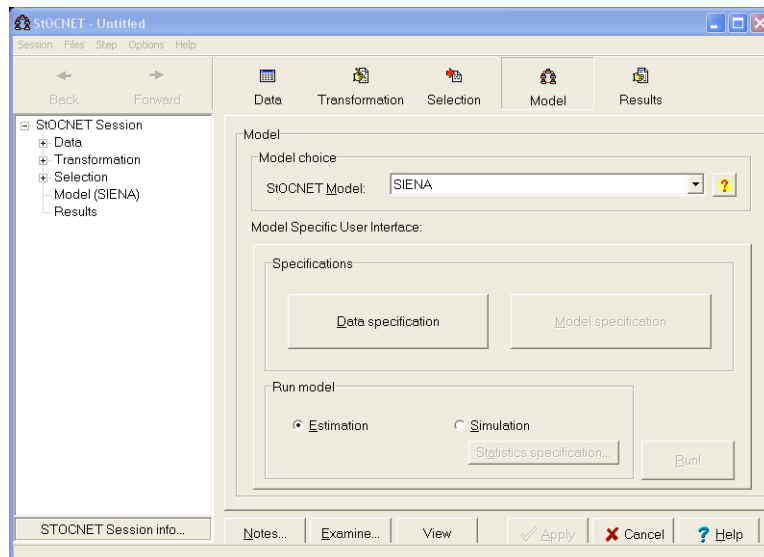 StOCNET - Untitled
Session Files Step Options Help
Back Forward Data Transformation Selection Model Results
StOCNET Session
Data
Transformation
Selection
Model (SIENA)
Results
Model
Model choice
StOCNET Model: SIENA ?
Model Specific User Interface:
Specifications
Data specification Model specification
Run model
Estimation Simulation
Statistics specification...
Run!
STOCNET Session info... Notes... Examine... View Apply Cancel ? Help